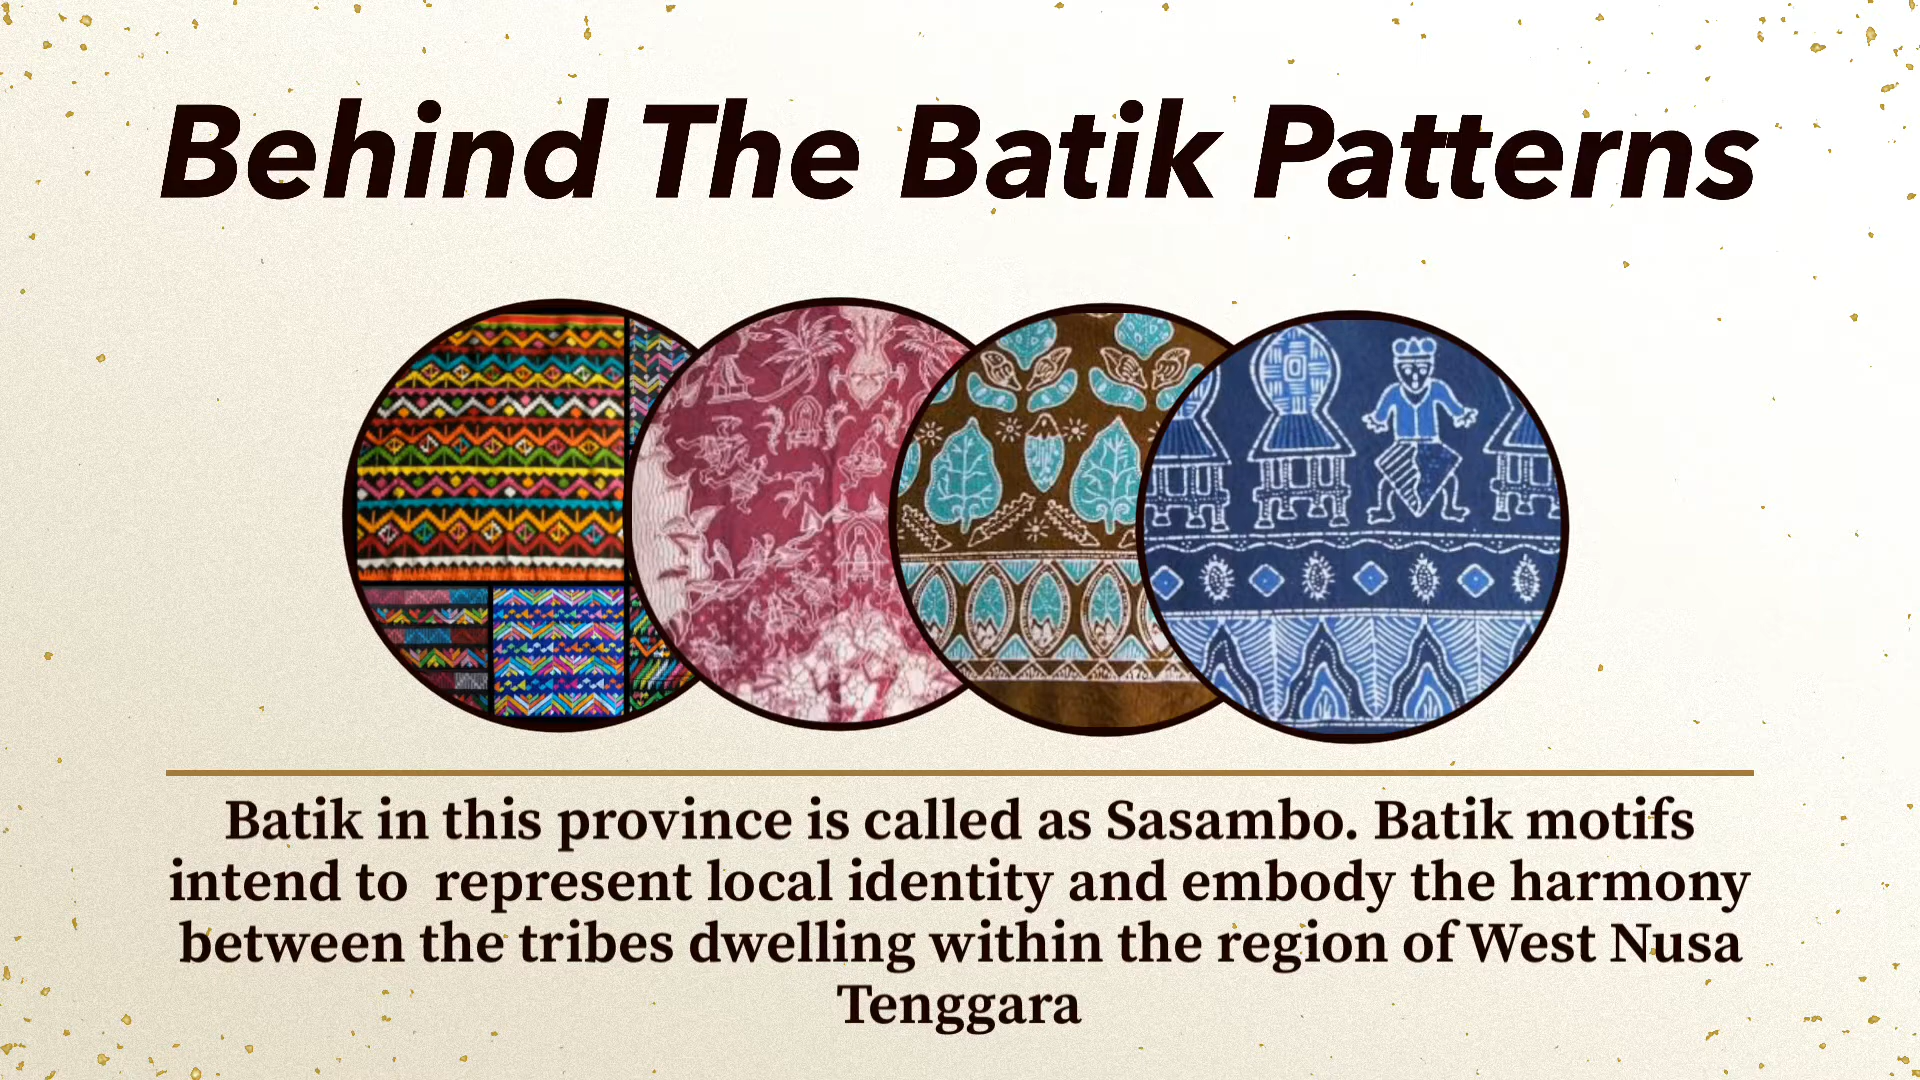 Behind The Batik Patterns
Batik in this province is called as Sasambo. Batik motifs
intend to  represent local identity and embody the harmony
between the tribes dwelling within the region of West Nusa
Tenggara